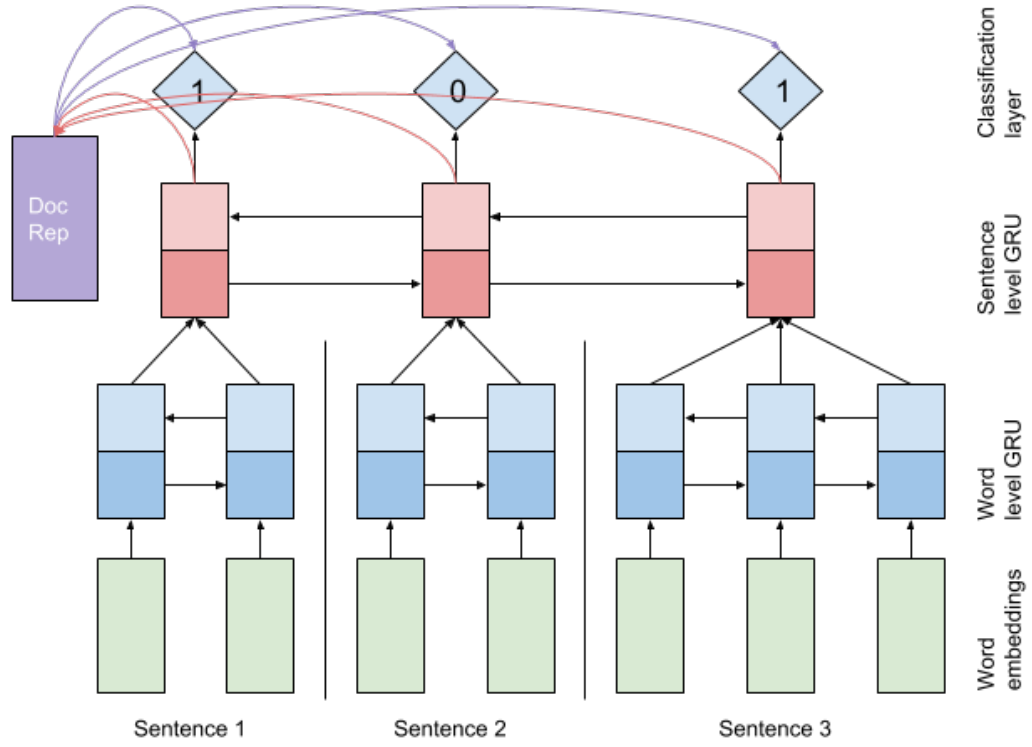 1
0
1
Classification
layer
Doc
Rep
Sentence
level GRU
Word
level GRU
Word
embeddings
Sentence 1
Sentence 2
Sentence 3